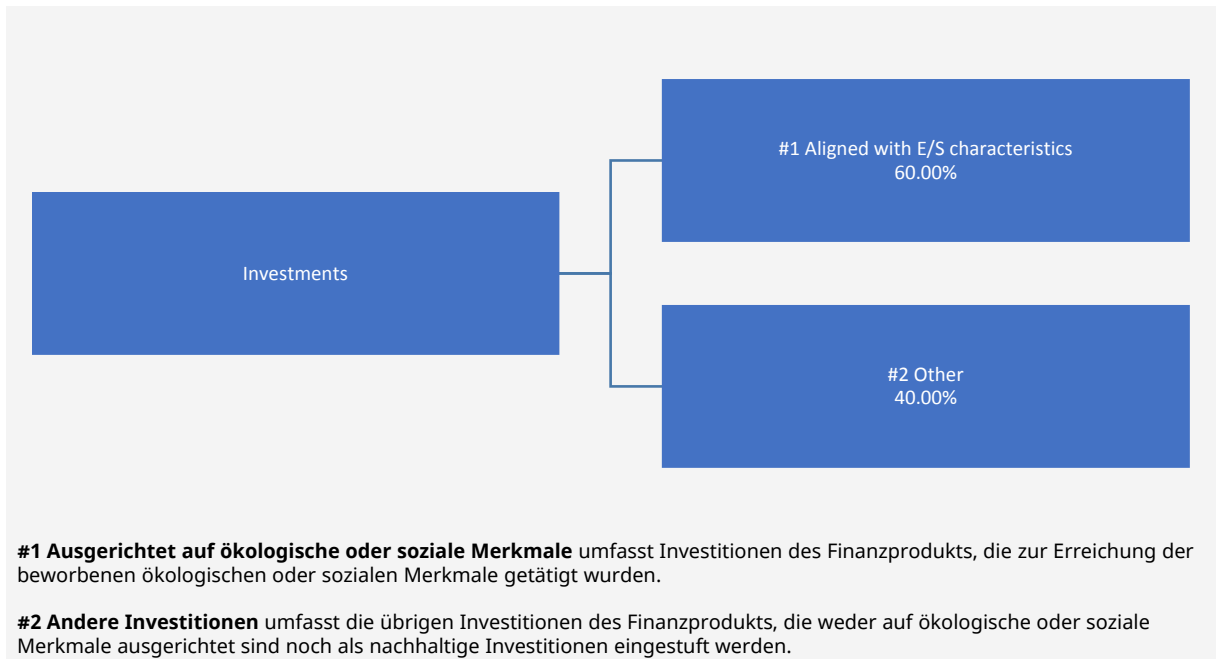 #1 Aligned with E/S characteristics
60.00%
Investments
#2 Other
40.00%
#1 Ausgerichtet auf ökologische oder soziale Merkmale umfasst Investitionen des Finanzprodukts, die zur Erreichung der
beworbenen ökologischen oder sozialen Merkmale getätigt wurden.
#2 Andere Investitionen umfasst die übrigen Investitionen des Finanzprodukts, die weder auf ökologische oder soziale
Merkmale ausgerichtet sind noch als nachhaltige Investitionen eingestuft werden.